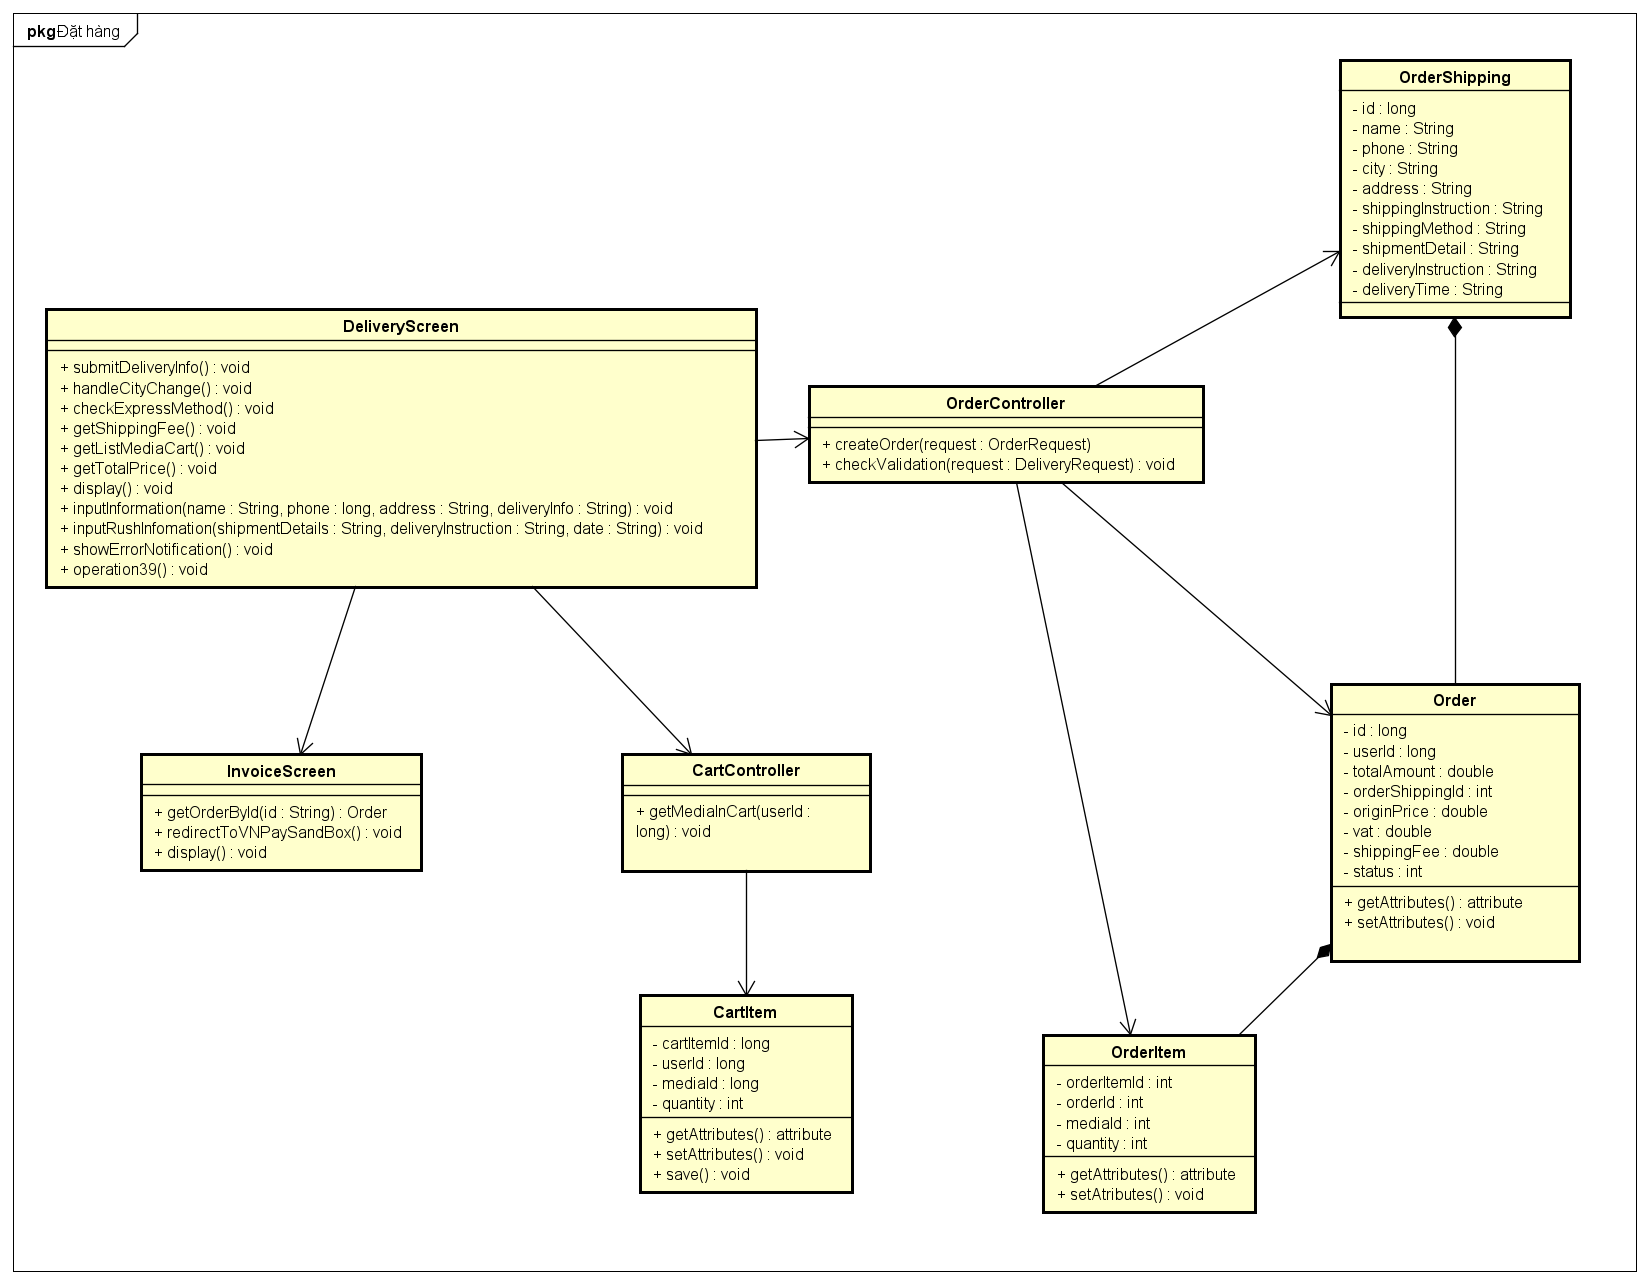 pkg Đặt hàng
OrderShipping
- id : long
- name : String
- phone : String
- city : String
- address : String
- shippingInstruction : String
- shippingMethod : String
- shipmentDetail : String
- deliveryInstruction : String
- deliveryTime : String
DeliveryScreen
+ submitDeliveryInfo() : void
+ handleCityChange() : void
+ checkExpressMethod() : void
+ getShippingFee() : void
+ getListMediaCart() : void
+ getTotalPrice() : void
+ display() : void
+ inputInformation(name : String, phone : long, address : String, deliveryInfo : String) : void
+ inputRushInfomation(shipmentDetails : String, deliveryInstruction : String, date : String) : void
+ showErrorNotification() : void
+ operation39() : void
OrderController
+ createOrder(request : OrderRequest)
+ checkValidation(request : DeliveryRequest) : void
Order
- id : long
- userId : long
- totalAmount : double
- orderShippingId : int
- originPrice : double
- vat : double
- shippingFee : double
- status : int
+ getAttributes() : attribute
+ setAttributes() : void
InvoiceScreen
+ getOrderById(id : String) : Order
+ redirectToVNPaySandBox() : void
+ display() : void
CartController
+ getMediaInCart(userId :
long) : void
CartItem
- cartItemId : long
- userId : long
- mediaId : long
- quantity : int
+ getAttributes() : attribute
+ setAttributes() : void
+ save() : void
OrderItem
- orderItemId : int
- orderId : int
- mediaId : int
- quantity : int
+ getAttributes() : attribute
+ setAtributes() : void